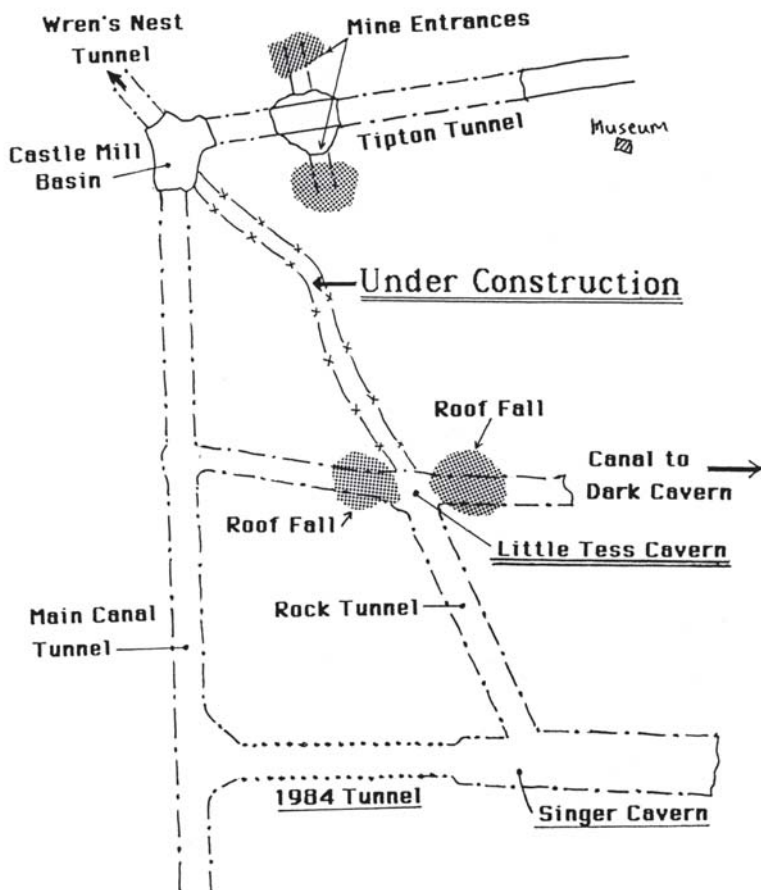 Wren's Nest
Tunnel
Mine Entrances
Tipton Tunnel
Museum
Castle Mill
Basin
Under Construction
Roof Fall
Canal to
Dark Cavern
Roof Fall
Little Tess Cavern
Rock Tunnel
Main Canal
Tunnel
1984 Tunnel
Singer Cavern